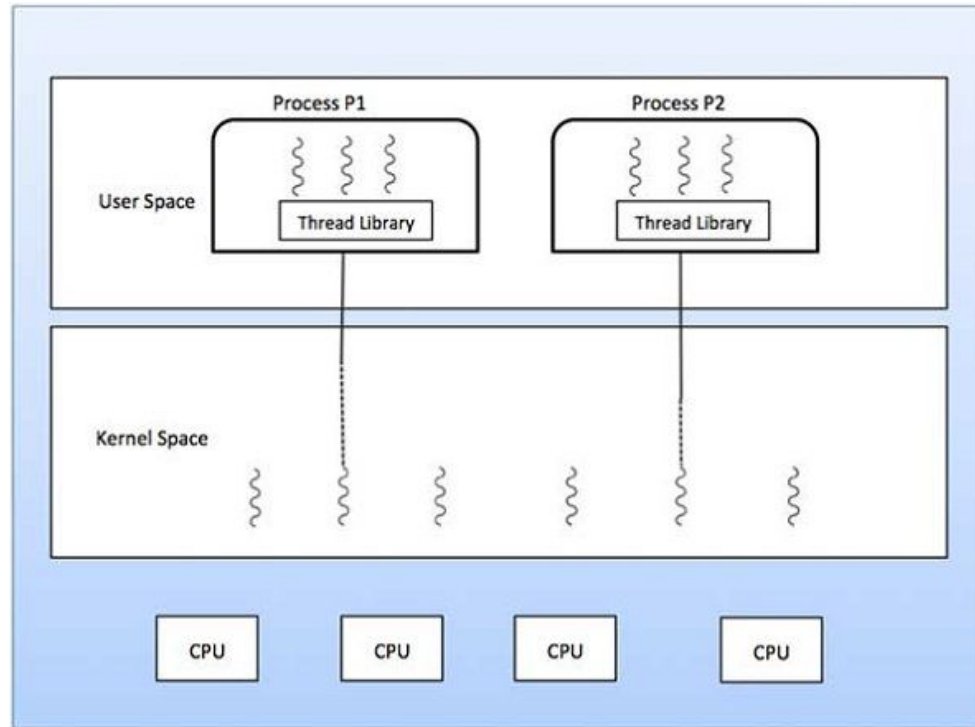 Process P1
Process P2
User Space
Thread Library
Thread Library
Kernel Space
CPU
CPU
CPU
CPU